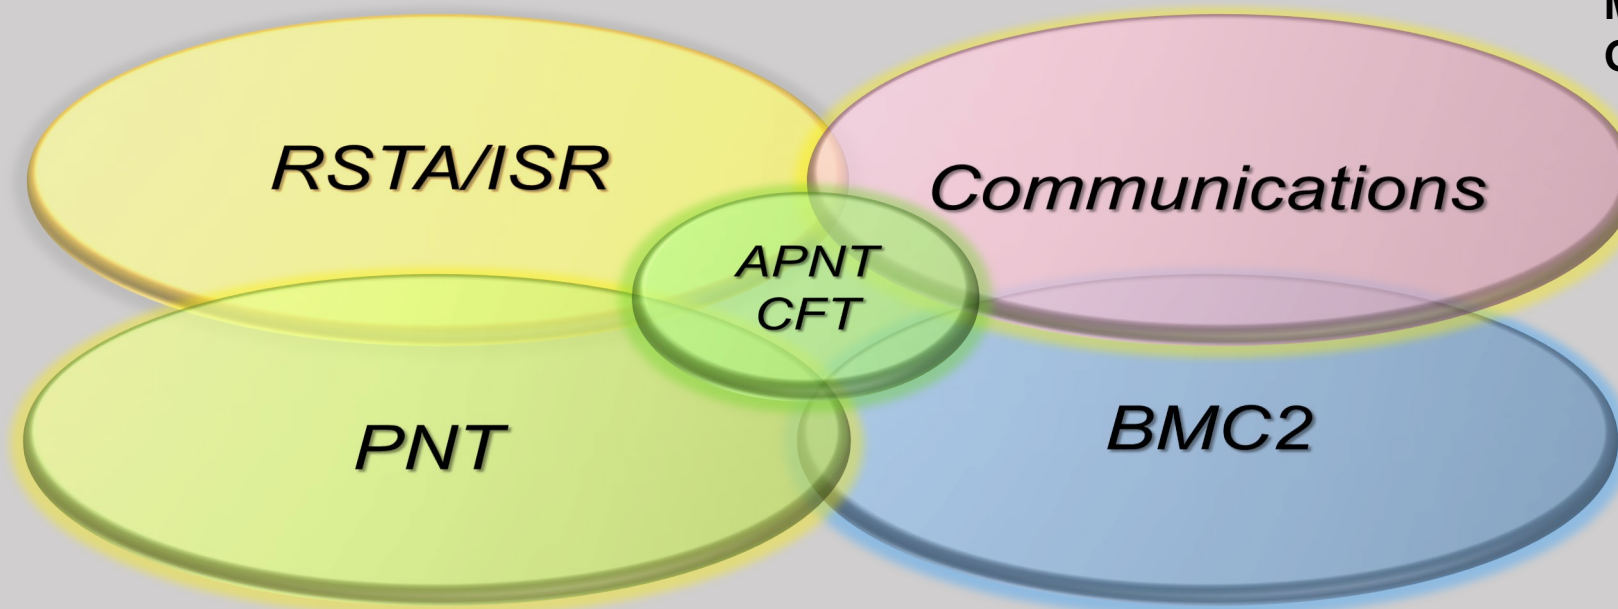 RSTA/ISR
Communications
APNT
CFT
PNT
BMC2